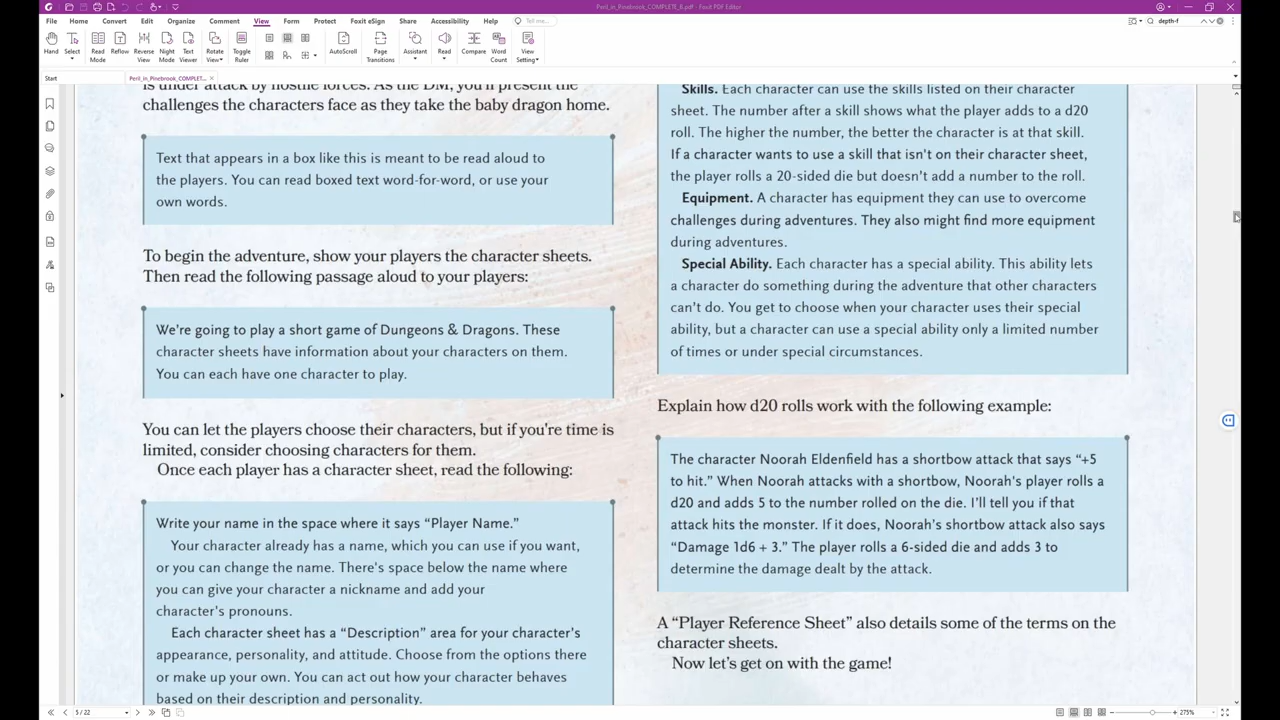 Peril_in_Pinebrook_COMPLETE_B.pdf - Foxit PDF Editor
File Home Convert Edit Organize Comment View Form Protect Foxit eSign Share Accessibility Help Tell me...
depth-f
Hand Select Read Mode Reflow Reverse View Night Mode Text Viewer Rotate View Toggle Ruler AutoScroll Page Transitions Assistant Read Compare Word Count View Setting
Start Peril_in_Pinebrook_COMPLET...
is under attack by hostile forces. As the DM, you'll present the
challenges the characters face as they take the baby dragon home.
Text that appears in a box like this is meant to be read aloud to
the players. You can read boxed text word-for-word, or use your
own words.
To begin the adventure, show your players the character sheets.
Then read the following passage aloud to your players:
We're going to play a short game of Dungeons & Dragons. These
character sheets have information about your characters on them.
You can each have one character to play.
You can let the players choose their characters, but if you're time is
limited, consider choosing characters for them.
Once each player has a character sheet, read the following:
Write your name in the space where it says “Player Name.”
Your character already has a name, which you can use if you want,
or you can change the name. There's space below the name where
you can give your character a nickname and add your
character's pronouns.
Each character sheet has a “Description” area for your character's
appearance, personality, and attitude. Choose from the options there
or make up your own. You can act out how your character behaves
based on their description and personality.
Skills. Each character can use the skills listed on their character
sheet. The number after a skill shows what the player adds to a d20
roll. The higher the number, the better the character is at that skill.
If a character wants to use a skill that isn't on their character sheet,
the player rolls a 20-sided die but doesn't add a number to the roll.
Equipment. A character has equipment they can use to overcome
challenges during adventures. They also might find more equipment
during adventures.
Special Ability. Each character has a special ability. This ability lets
a character do something during the adventure that other characters
can't do. You get to choose when your character uses their special
ability, but a character can use a special ability only a limited number
of times or under special circumstances.
Explain how d20 rolls work with the following example:
The character Noorah Eldenfield has a shortbow attack that says “+5
to hit.” When Noorah attacks with a shortbow, Noorah's player rolls a
d20 and adds 5 to the number rolled on the die. I'll tell you if that
attack hits the monster. If it does, Noorah's shortbow attack also says
“Damage 1d6 + 3.” The player rolls a 6-sided die and adds 3 to
determine the damage dealt by the attack.
A “Player Reference Sheet” also details some of the terms on the
character sheets.
Now let's get on with the game!
5 / 22
275%